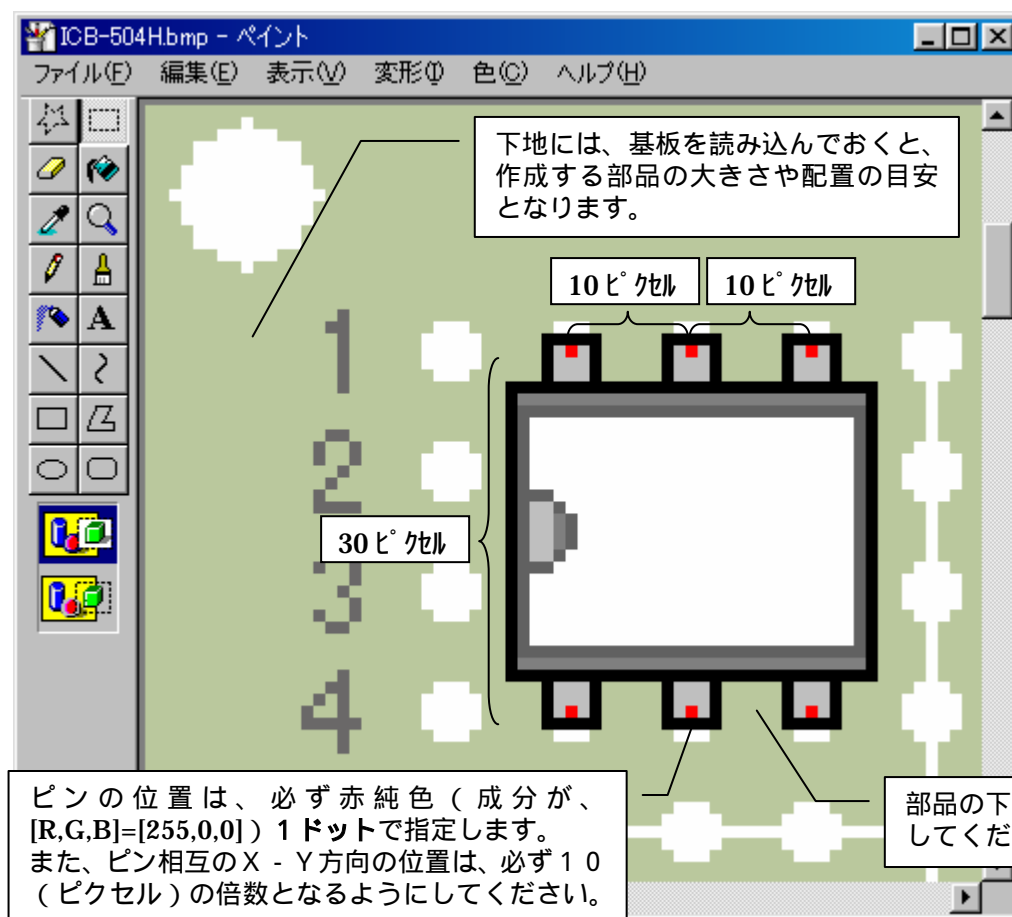 ICB-504H.bmp - ペイント
ファイル(F) 編集(E) 表示(V) 変形(I) 色(C) ヘルプ(H)
下地には、基板を読み込んでおくと、
作成する部品の大きさや配置の目安
となります。
10ﾋﾟｸｾﾙ 10ﾋﾟｸｾﾙ
A
1
2
30ﾋﾟｸｾﾙ
3
4
ピンの位置は、必ず赤純色(成分が、
[R,G,B]=[255,0,0])1ドットで指定します。
また、ピン相互のX-Y方向の位置は、必ず10
(ピクセル)の倍数となるようにしてください。
部品の下
してくだ